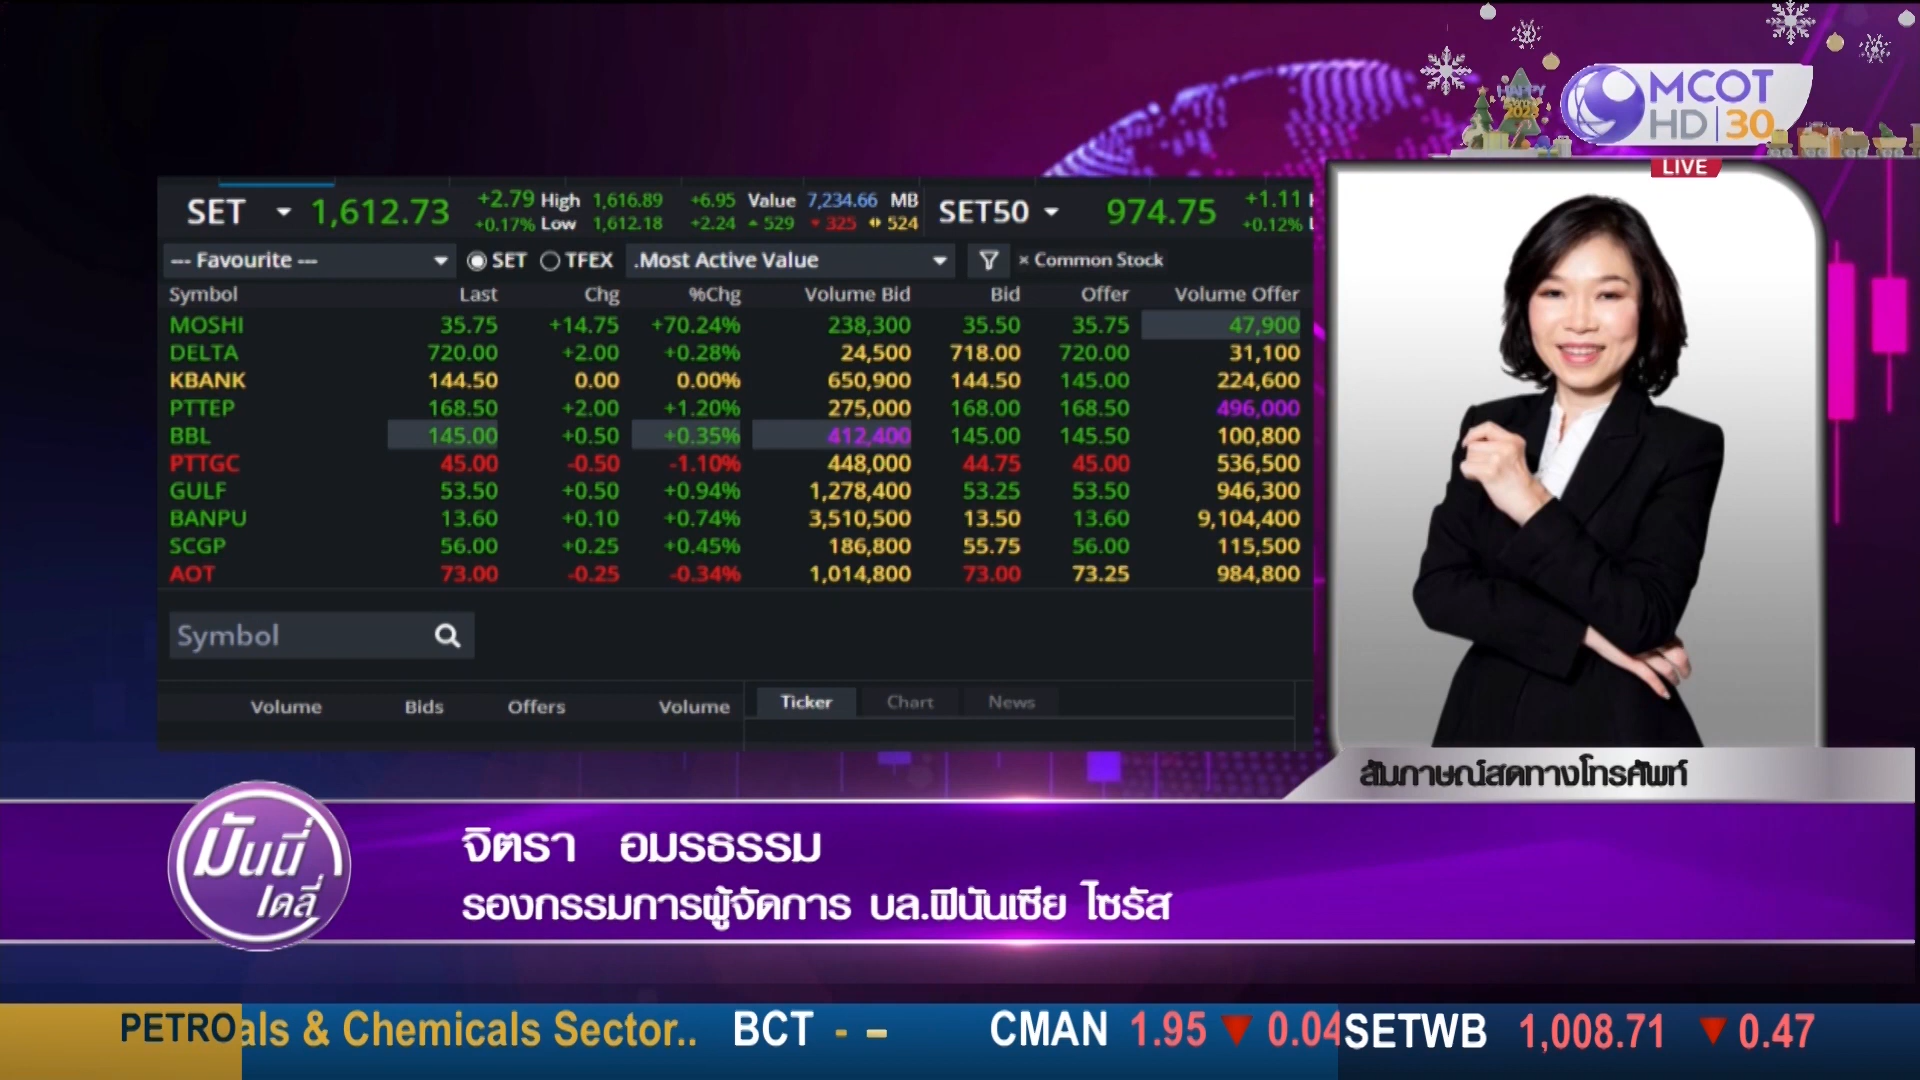 HAPPY
2023
MCOT
HD 30
LIVE
SET 1,612.73 +2.79 High 1,616.89 +6.95 Value 7,234.66 MB SET50 974.75 +1.11
+0.17% Low 1,612.18 +2.24 529 325 524 +0.12%
--- Favourite --- SET TFEX .Most Active Value × Common Stock
Symbol Last Chg %Chg Volume Bid Bid Offer Volume Offer
MOSHI 35.75 +14.75 +70.24% 238,300 35.50 35.75 47,900
DELTA 720.00 +2.00 +0.28% 24,500 718.00 720.00 31,100
KBANK 144.50 0.00 0.00% 650,900 144.50 145.00 224,600
PTTEP 168.50 +2.00 +1.20% 275,000 168.00 168.50 496,000
BBL 145.00 +0.50 +0.35% 412,400 145.00 145.50 100,800
PTTGC 45.00 -0.50 -1.10% 448,000 44.75 45.00 536,500
GULF 53.50 +0.50 +0.94% 1,278,400 53.25 53.50 946,300
BANPU 13.60 +0.10 +0.74% 3,510,500 13.50 13.60 9,104,400
SCGP 56.00 +0.25 +0.45% 186,800 55.75 56.00 115,500
AOT 73.00 -0.25 -0.34% 1,014,800 73.00 73.25 984,800
Symbol
Volume Bids Offers Volume Ticker Chart News
สัมภาษณ์สดทางโทรศัพท์
มันนี่
เดลี่
จิตรา อมรธรรม
รองกรรมการผู้จัดการ บล.ฟินันเซีย ไซรัส
PETRO als & Chemicals Sector.. BCT - - CMAN 1.95 ▼ 0.04 SETWB 1,008.71 ▼ 0.47